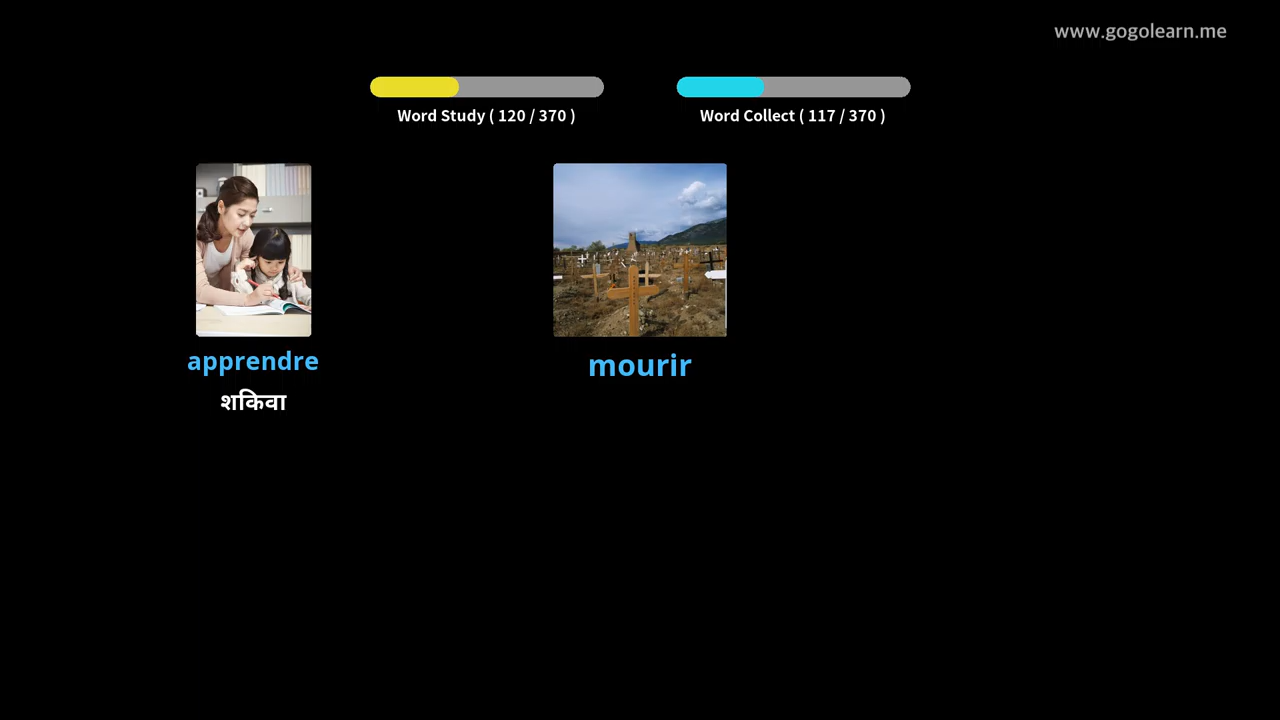 www.gogolearn.me
Word Study ( 120 / 370 )
Word Collect ( 117 / 370 )
apprendre
mourir
शकिवा